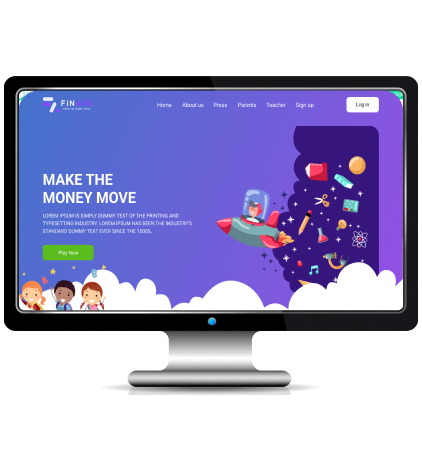 FIN
Home About us Press Parents Teacher Sign up
Log In
MAKE THE
MONEY MOVE
LOREM IPSUM IS SIMPLY DUMMY TEXT OF THE PRINTING AND
TYPESETTING INDUSTRY. LOREM IPSUM HAS BEEN THE INDUSTRY'S
STANDARD DUMMY TEXT EVER SINCE THE 1500S,
Play Now